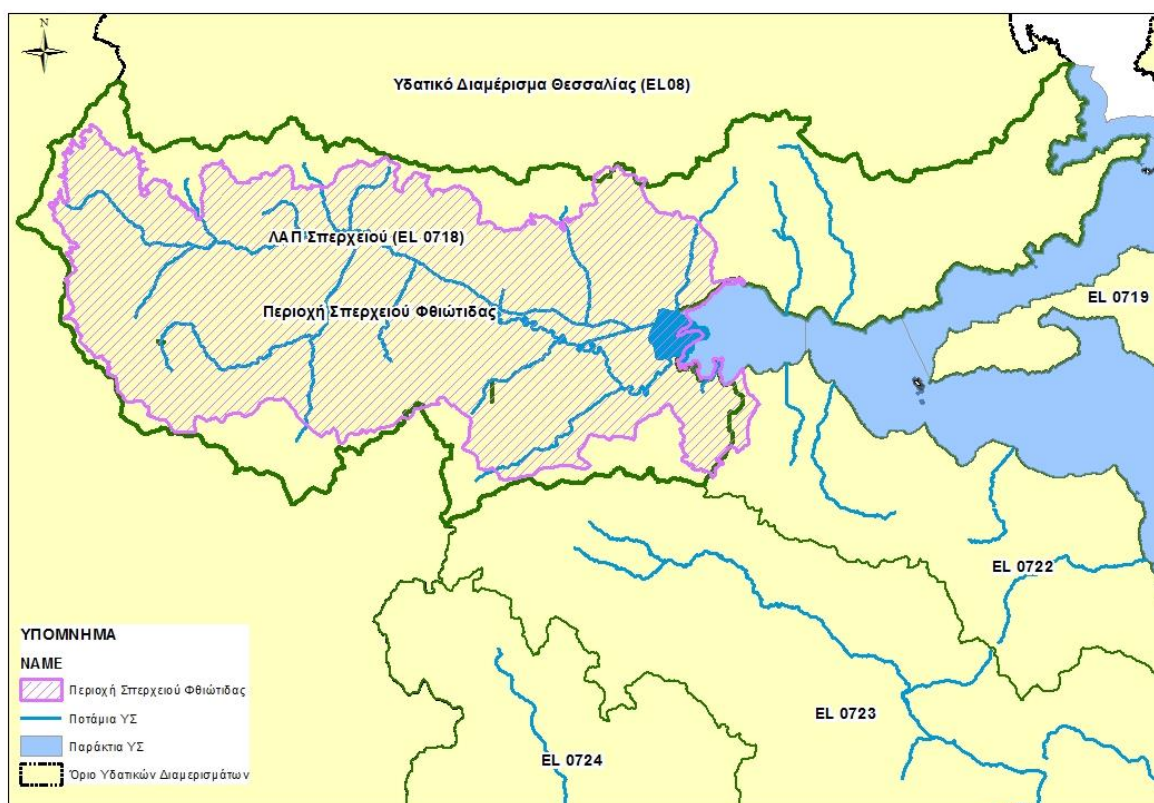 N
Υδατικό Διαμέρισμα Θεσσαλίας (EL08)
ΛΑΠ Σπερχειού (EL 0718)
Περιοχή Σπερχειού Φθιώτιδας
EL 0719
EL 0722
EL 0723
EL 0724
ΥΠΟΜΝΗΜΑ
NAME
Περιοχή Σπερχειού Φθιώτιδας
Ποτάμια ΥΣ
Παράκτια ΥΣ
Όριο Υδατικών Διαμερισμάτων